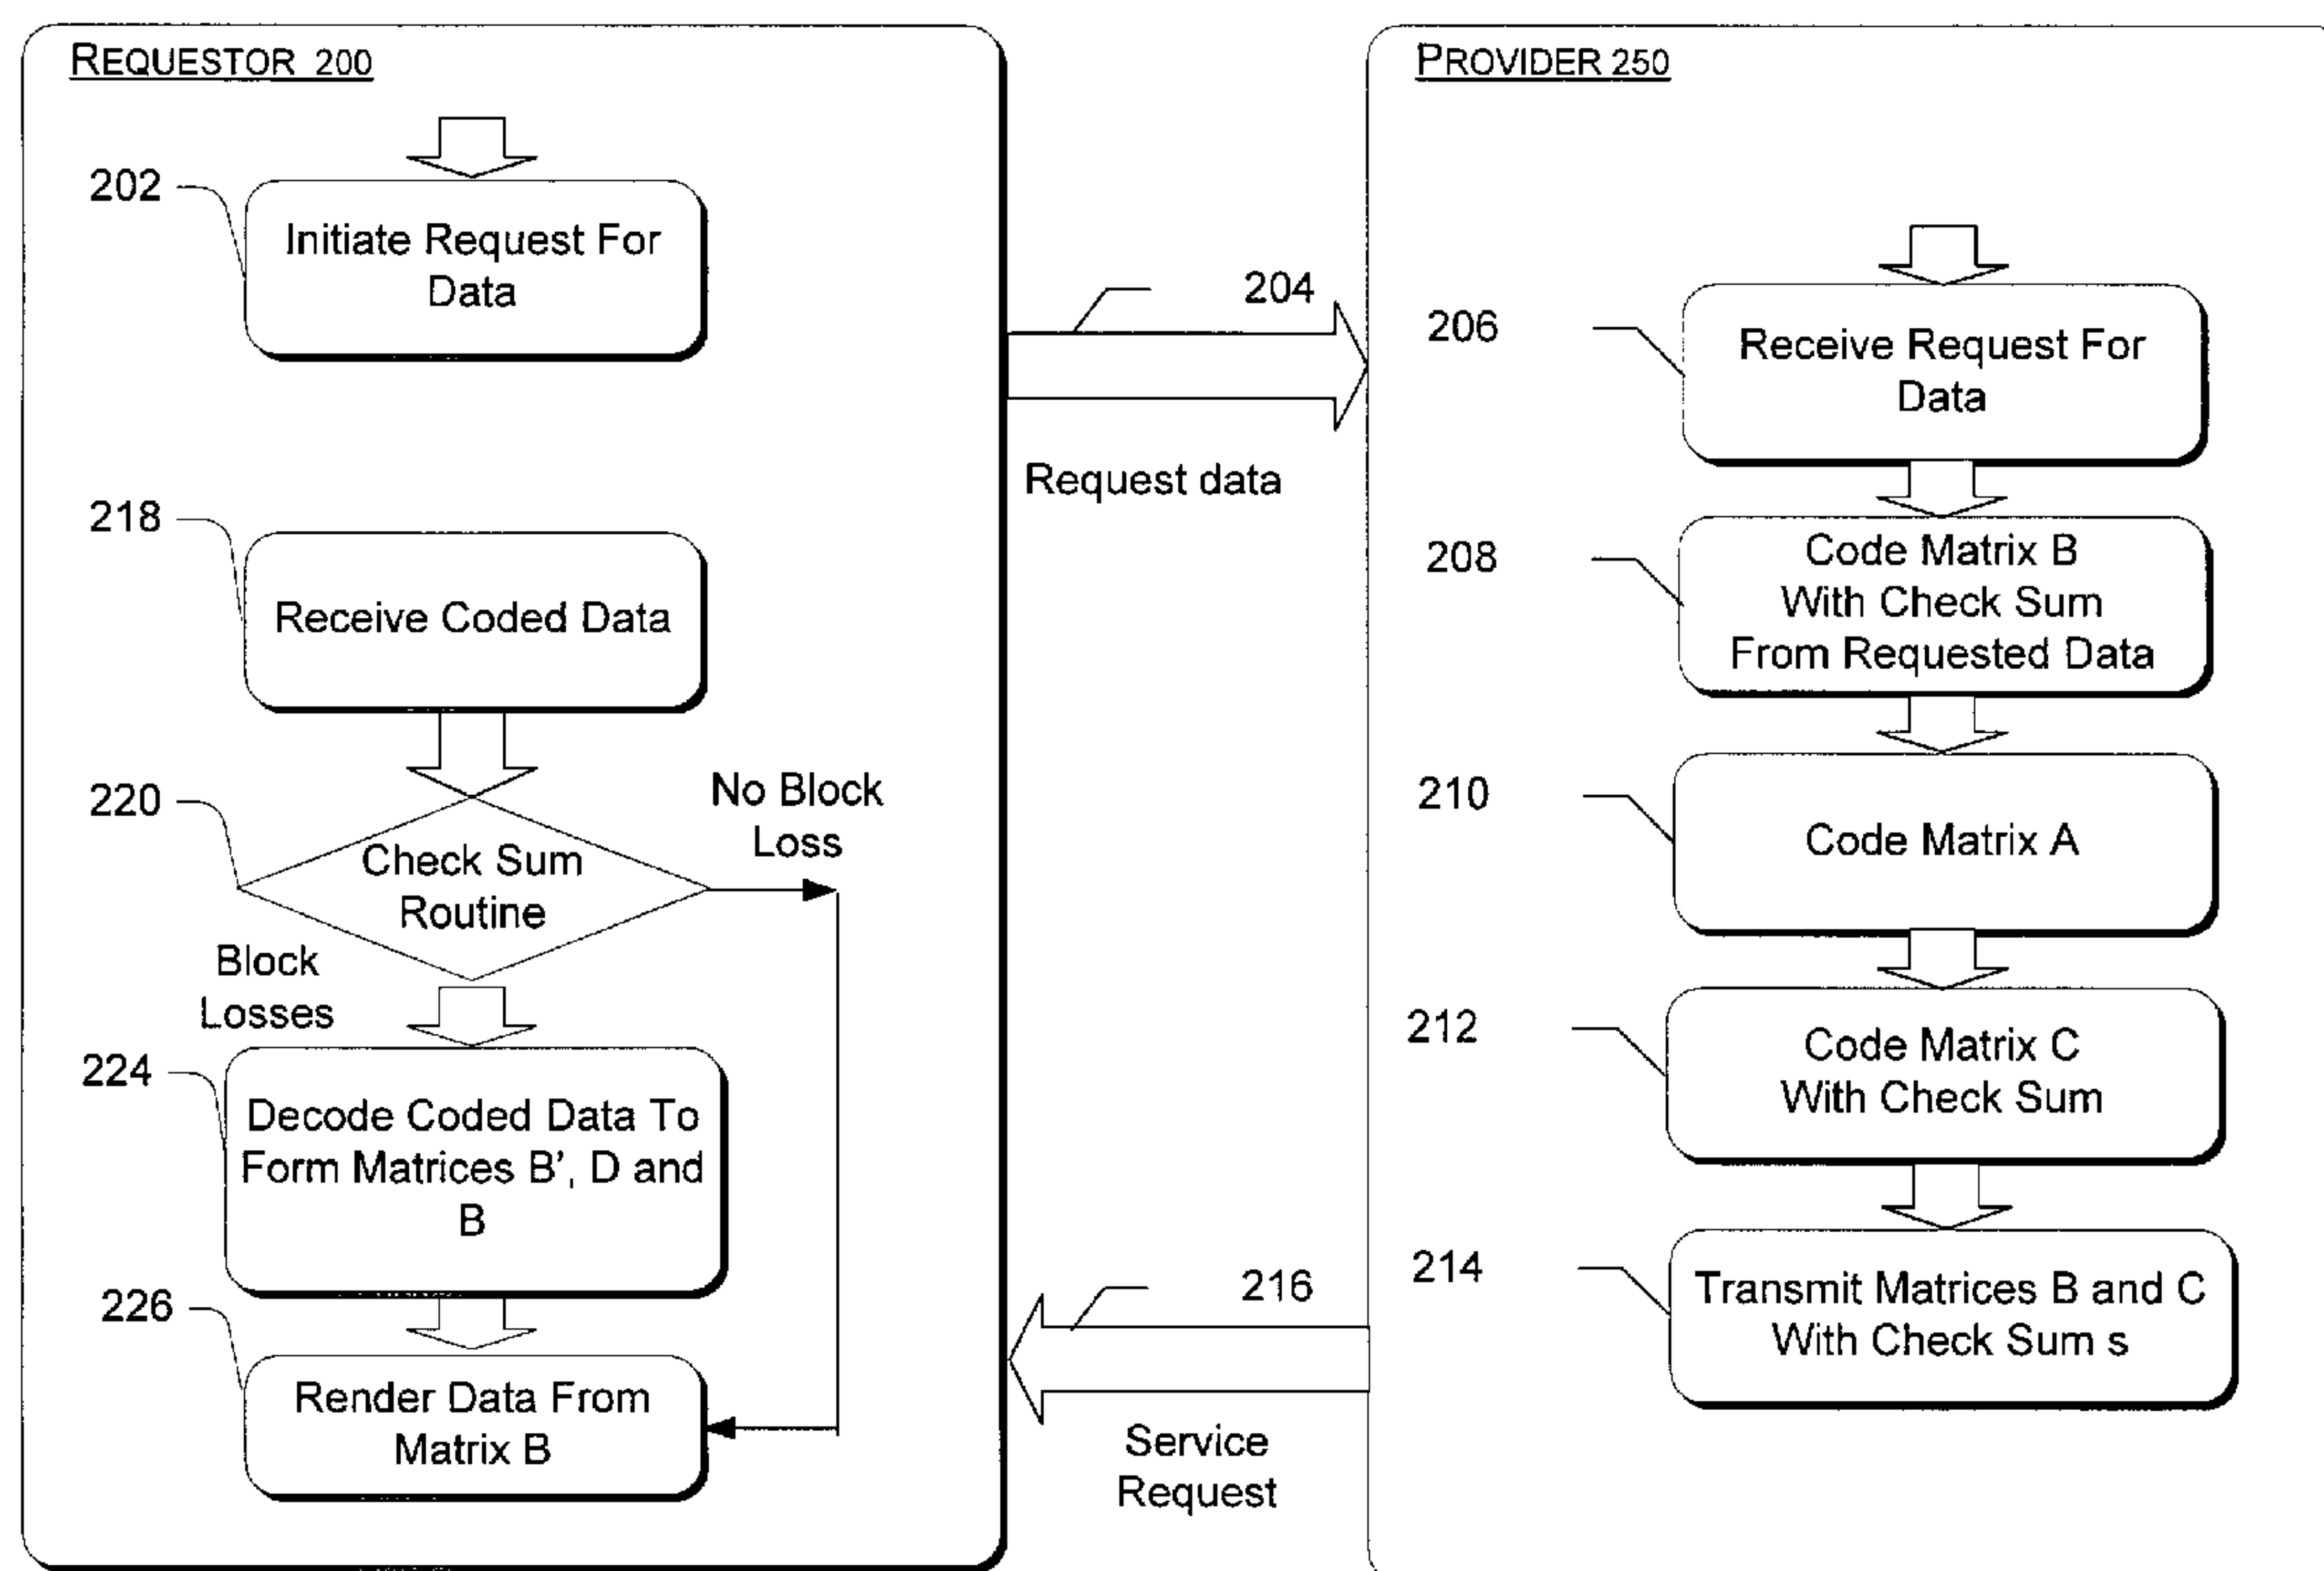 REQUESTOR 200
202
Initiate Request For
Data
218
Receive Coded Data
220
Check Sum
Routine
No Block
Loss
Block
Losses
224
Decode Coded Data To
Form Matrices B', D and
B
226
Render Data From
Matrix B
204
Request data
216
Service
Request
PROVIDER 250
206
Receive Request For
Data
208
Code Matrix B
With Check Sum
From Requested Data
210
Code Matrix A
212
Code Matrix C
With Check Sum
214
Transmit Matrices B and C
With Check Sum s